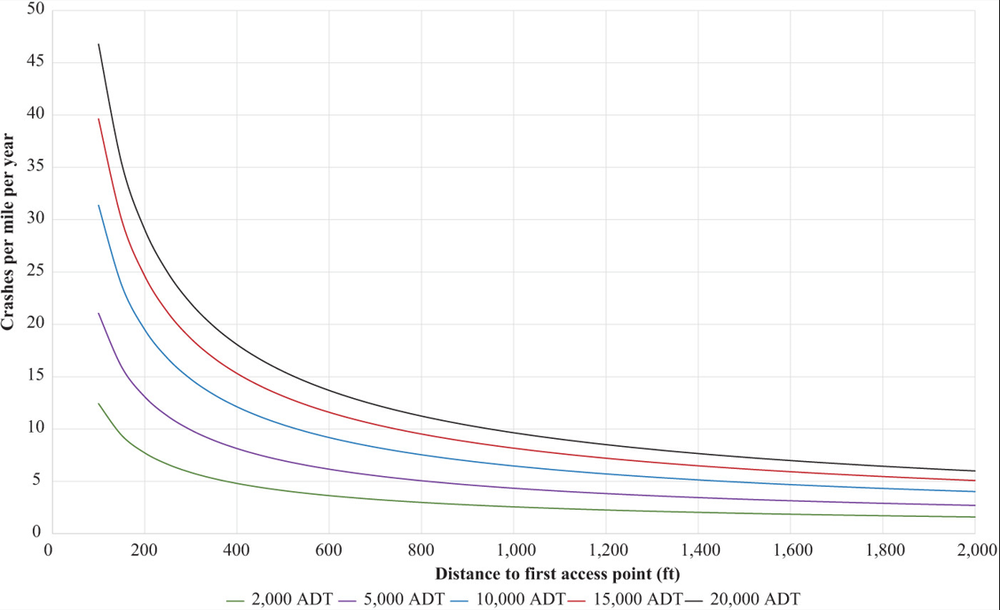 50
45
40
35
30
25
20
15
10
5
0
Crashes per mile per year
0 200 400 600 800 1,000 1,200 1,400 1,600 1,800 2,000
Distance to first access point (ft)
2,000 ADT 5,000 ADT 10,000 ADT 15,000 ADT 20,000 ADT